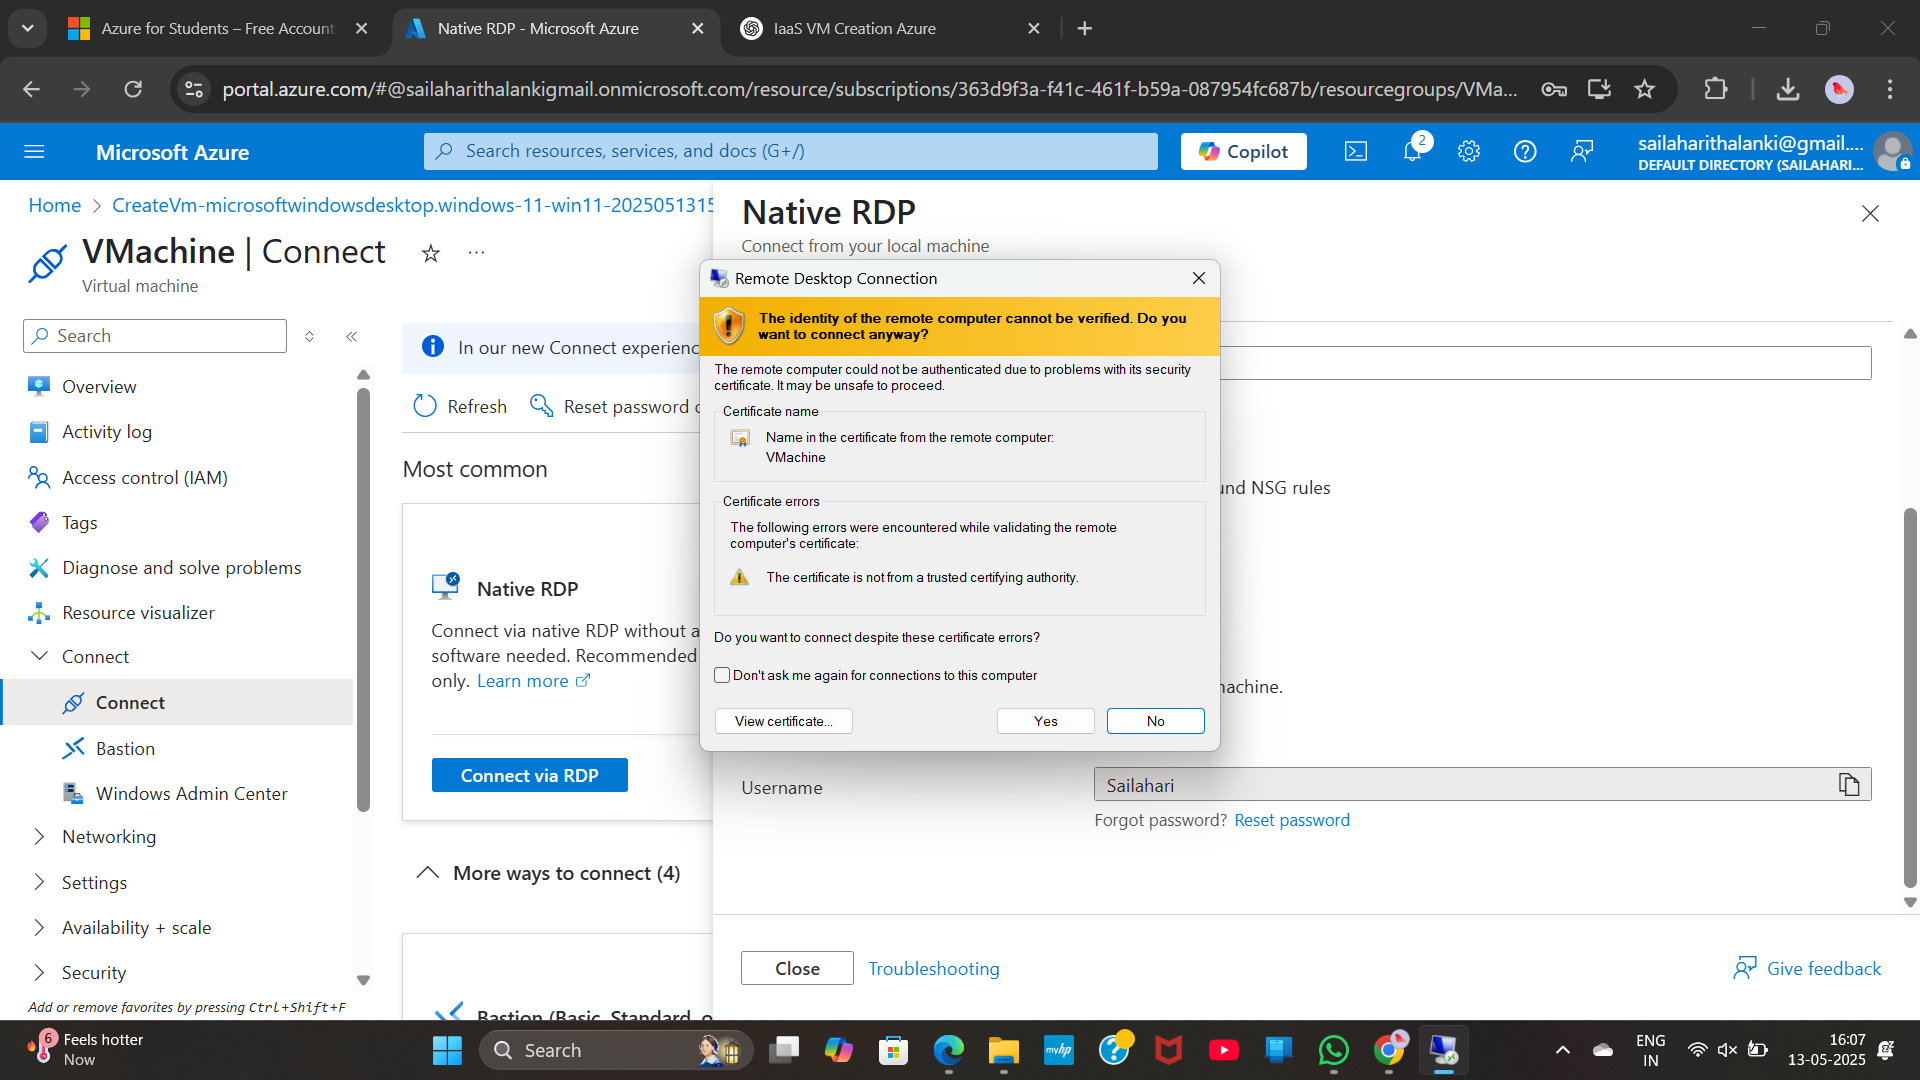 Azure for Students – Free Account
Native RDP - Microsoft Azure
IaaS VM Creation Azure
portal.azure.com/#@sailaharithalankigmail.onmicrosoft.com/resource/subscriptions/363d9f3a-f41c-461f-b59a-087954fc687b/resourcegroups/VMa...
Microsoft Azure
Search resources, services, and docs (G+/)
Copilot
2
sailaharithalanki@gmail....
DEFAULT DIRECTORY (SAILAHARI...
Home
CreateVm-microsoftwindowsdesktop.windows-11-win11-2025051315
VMachine | Connect
...
Virtual machine
Search
Overview
Activity log
Access control (IAM)
Tags
Diagnose and solve problems
Resource visualizer
Connect
Connect
Bastion
Windows Admin Center
Networking
Settings
Availability + scale
Security
Add or remove favorites by pressing Ctrl+Shift+F
In our new Connect experienc
Refresh
Reset password
Most common
Native RDP
Connect via native RDP without a
software needed. Recommended
only. Learn more
Connect via RDP
More ways to connect (4)
Bastion (Basic, Standard,
Native RDP
Connect from your local machine
Remote Desktop Connection
The identity of the remote computer cannot be verified. Do you
want to connect anyway?
The remote computer could not be authenticated due to problems with its security
certificate. It may be unsafe to proceed.
Certificate name
Name in the certificate from the remote computer:
VMachine
Certificate errors
The following errors were encountered while validating the remote
computer's certificate:
The certificate is not from a trusted certifying authority.
Do you want to connect despite these certificate errors?
Don't ask me again for connections to this computer
View certificate...
Yes
No
und NSG rules
machine.
Username
Sailahari
Forgot password? Reset password
Close
Troubleshooting
Give feedback
6
Feels hotter
Now
Search
myhp
ENG
IN
16:07
13-05-2025